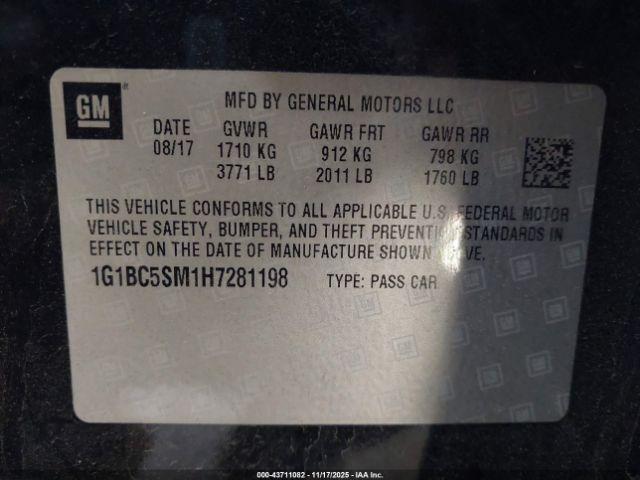 GM
MFD BY GENERAL MOTORS LLC
DATE GVWR GAWR FRT GAWR RR
08/17 1710 KG 912 KG 798 KG
3771 LB 2011 LB 1760 LB
THIS VEHICLE CONFORMS TO ALL APPLICABLE U.S. FEDERAL MOTOR
VEHICLE SAFETY, BUMPER, AND THEFT PREVENTION STANDARDS IN
EFFECT ON THE DATE OF MANUFACTURE SHOWN ABOVE.
1G1BC5SM1H7281198 TYPE: PASS CAR
000-43711082 — 11/17/2025 — IAA Inc.